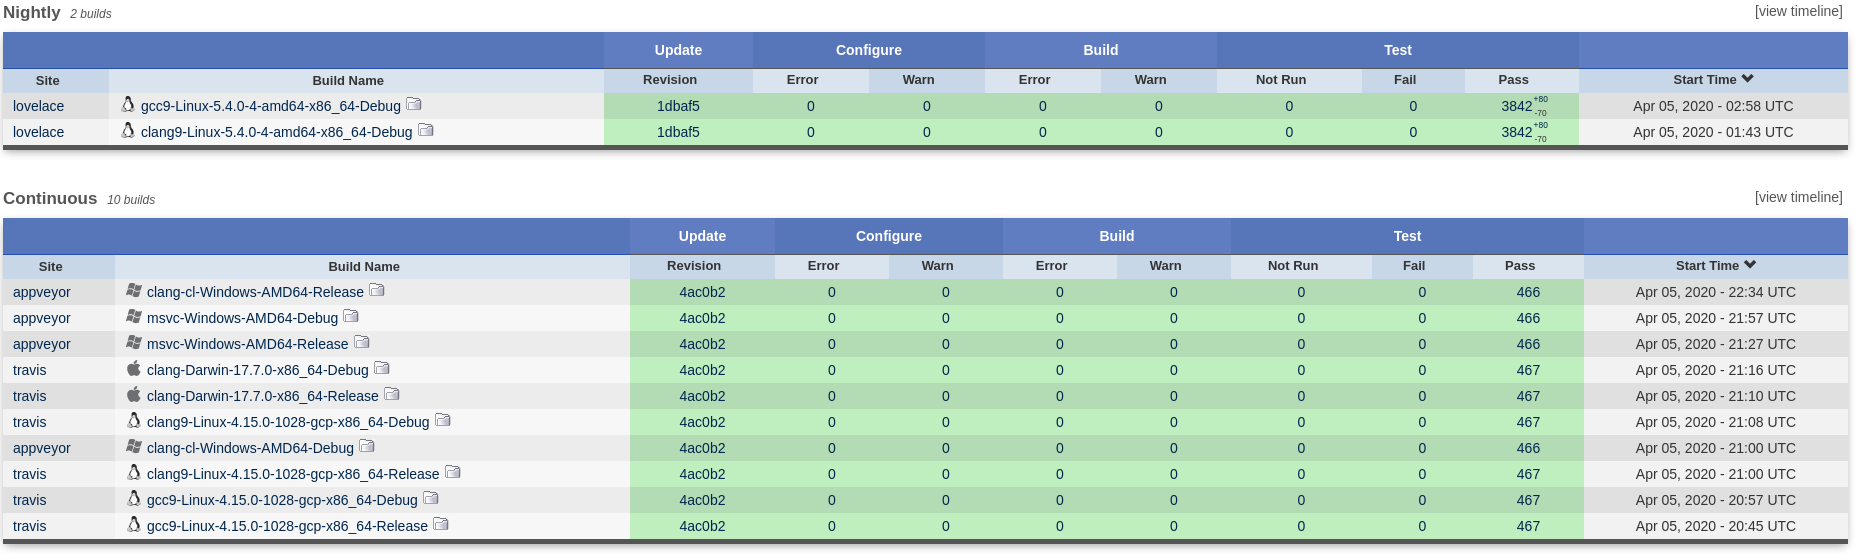 Nightly 2 builds [view timeline]
Update Configure Build Test
Site Build Name Revision Error Warn Error Warn Not Run Fail Pass Start Time
lovelace gcc9-Linux-5.4.0-4-amd64-x86_64-Debug 1dbaf5 0 0 0 0 0 0 3842 +80 -70 Apr 05, 2020 - 02:58 UTC
lovelace clang9-Linux-5.4.0-4-amd64-x86_64-Debug 1dbaf5 0 0 0 0 0 0 3842 +80 -70 Apr 05, 2020 - 01:43 UTC
Continuous 10 builds [view timeline]
Update Configure Build Test
Site Build Name Revision Error Warn Error Warn Not Run Fail Pass Start Time
appveyor clang-cl-Windows-AMD64-Release 4ac0b2 0 0 0 0 0 0 466 Apr 05, 2020 - 22:34 UTC
appveyor msvc-Windows-AMD64-Debug 4ac0b2 0 0 0 0 0 0 466 Apr 05, 2020 - 21:57 UTC
appveyor msvc-Windows-AMD64-Release 4ac0b2 0 0 0 0 0 0 466 Apr 05, 2020 - 21:27 UTC
travis clang-Darwin-17.7.0-x86_64-Debug 4ac0b2 0 0 0 0 0 0 467 Apr 05, 2020 - 21:16 UTC
travis clang-Darwin-17.7.0-x86_64-Release 4ac0b2 0 0 0 0 0 0 467 Apr 05, 2020 - 21:10 UTC
travis clang9-Linux-4.15.0-1028-gcp-x86_64-Debug 4ac0b2 0 0 0 0 0 0 467 Apr 05, 2020 - 21:08 UTC
appveyor clang-cl-Windows-AMD64-Debug 4ac0b2 0 0 0 0 0 0 466 Apr 05, 2020 - 21:00 UTC
travis clang9-Linux-4.15.0-1028-gcp-x86_64-Release 4ac0b2 0 0 0 0 0 0 467 Apr 05, 2020 - 21:00 UTC
travis gcc9-Linux-4.15.0-1028-gcp-x86_64-Debug 4ac0b2 0 0 0 0 0 0 467 Apr 05, 2020 - 20:57 UTC
travis gcc9-Linux-4.15.0-1028-gcp-x86_64-Release 4ac0b2 0 0 0 0 0 0 467 Apr 05, 2020 - 20:45 UTC